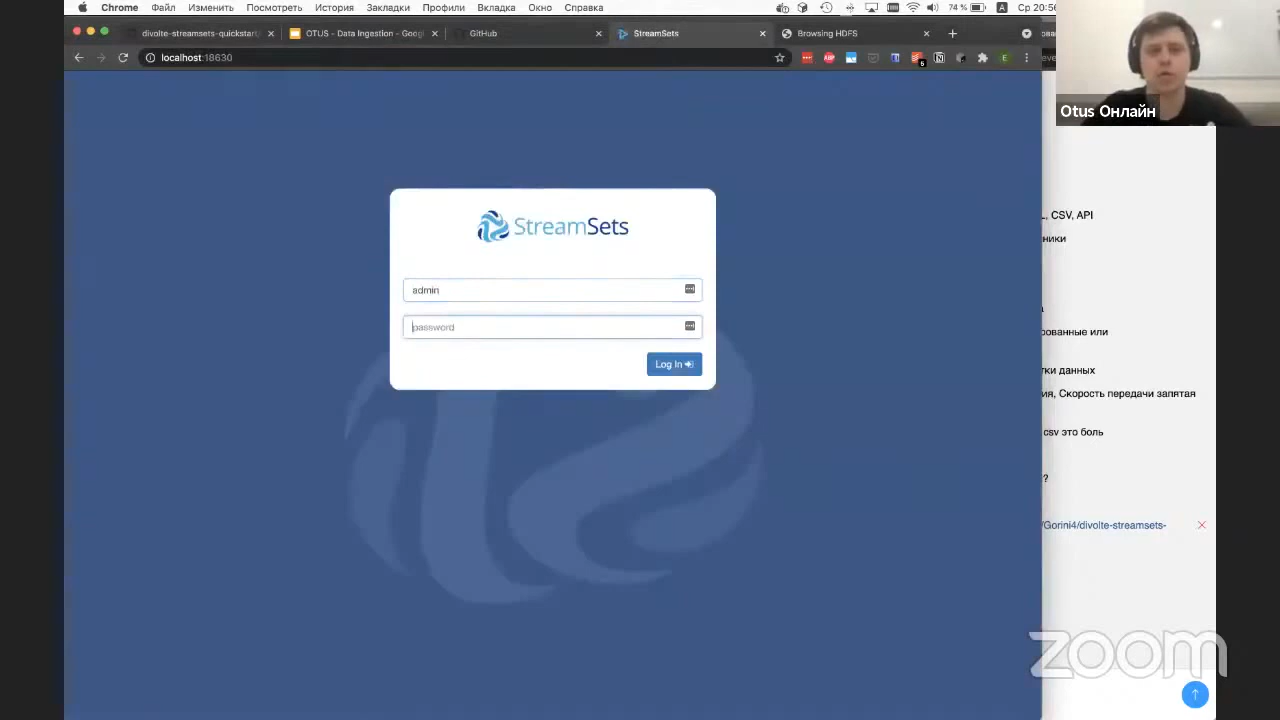 Chrome Файл Изменить Посмотреть История Закладки Профили Вкладка Окно Справка 74 % A Ср 20:5
divolte-streamsets-quickstart/ OTUS - Data Ingestion - Googl GitHub StreamSets Browsing HDFS
localhost:18630
Otus Онлайн
StreamSets
admin
password
Log In
L, CSV, API
ники
рованные или
тки данных
ия, Скорость передачи запятая
csv это боль
?
/Gorini4/divolte-streamsets-
zoom